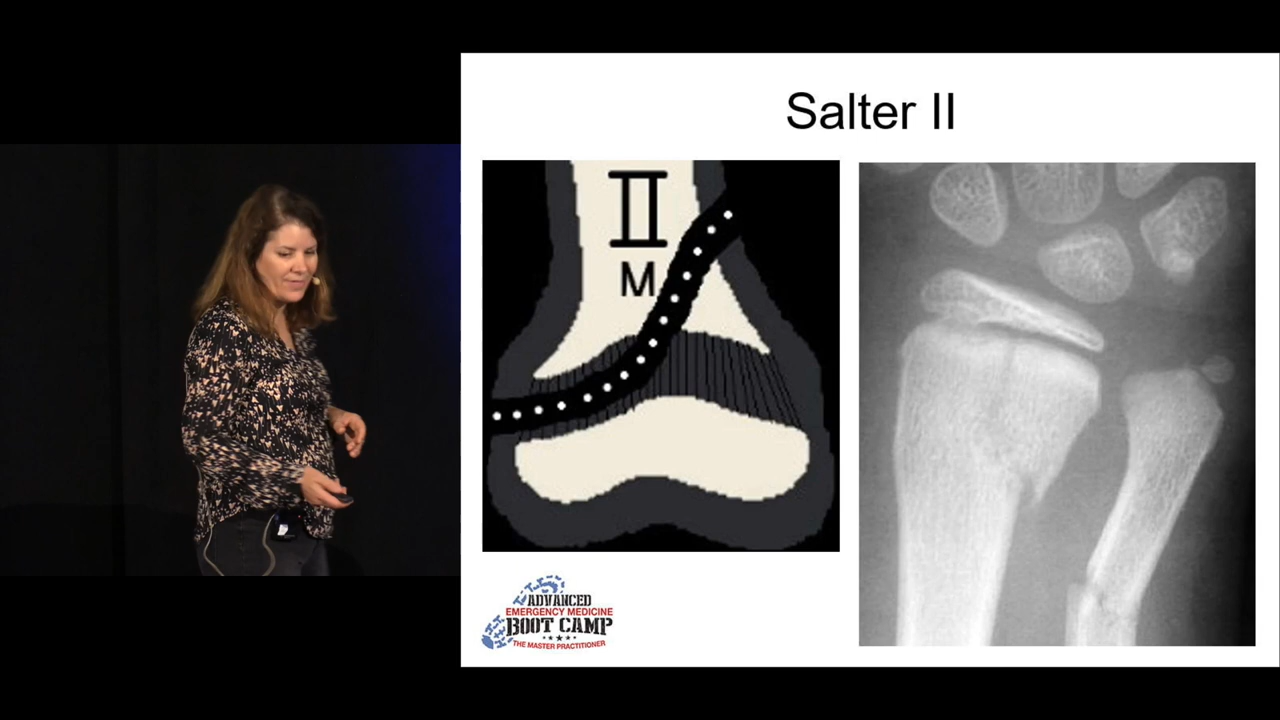 Salter II
II
M
ADVANCED
EMERGENCY MEDICINE
BOOT CAMP
THE MASTER PRACTITIONER